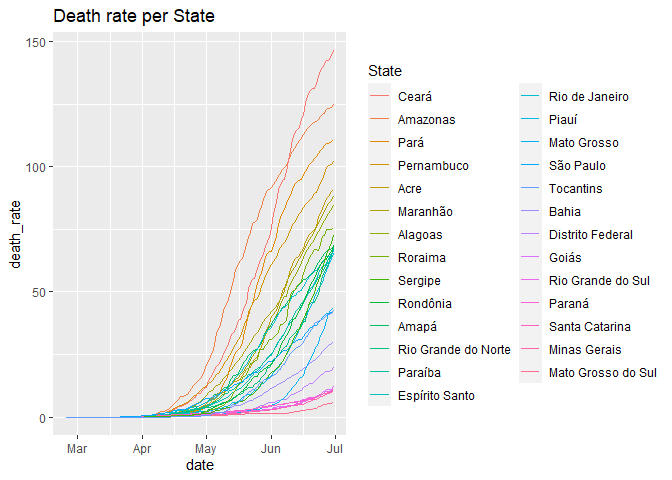 Death rate per State
150
100
50
0
death_rate
Mar Apr May Jun Jul
date
State
Ceará
Amazonas
Pará
Pernambuco
Acre
Maranhão
Alagoas
Roraima
Sergipe
Rondônia
Amapá
Rio Grande do Norte
Paraíba
Espírito Santo
Rio de Janeiro
Piauí
Mato Grosso
São Paulo
Tocantins
Bahia
Distrito Federal
Goiás
Rio Grande do Sul
Paraná
Santa Catarina
Minas Gerais
Mato Grosso do Sul